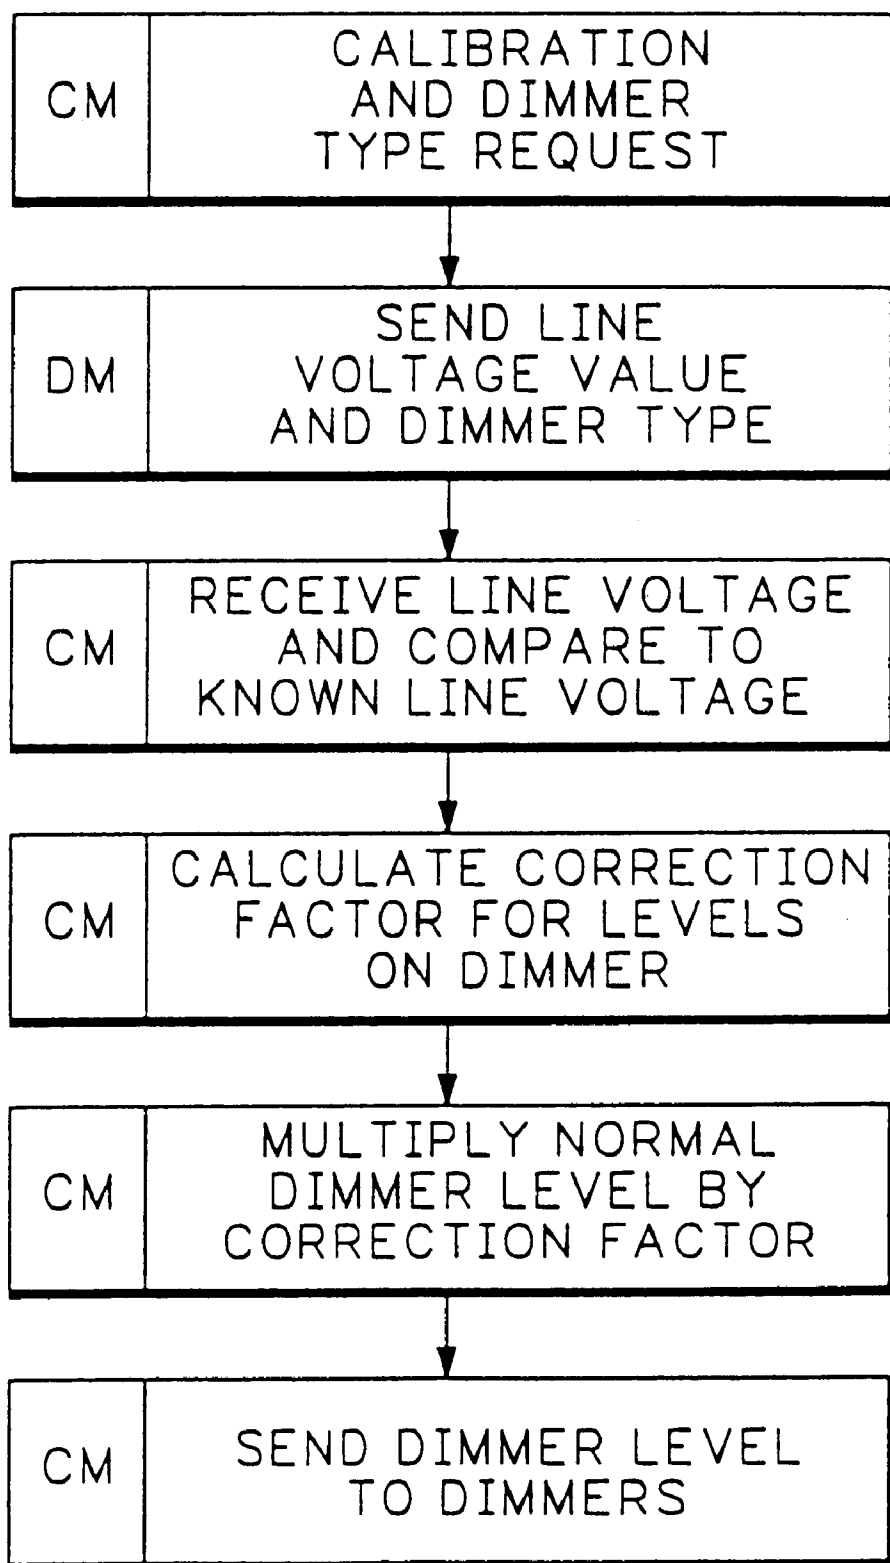 CM
CALIBRATION
AND DIMMER
TYPE REQUEST
DM
SEND LINE
VOLTAGE VALUE
AND DIMMER TYPE
CM
RECEIVE LINE VOLTAGE
AND COMPARE TO
KNOWN LINE VOLTAGE
CM
CALCULATE CORRECTION
FACTOR FOR LEVELS
ON DIMMER
CM
MULTIPLY NORMAL
DIMMER LEVEL BY
CORRECTION FACTOR
CM
SEND DIMMER LEVEL
TO DIMMERS